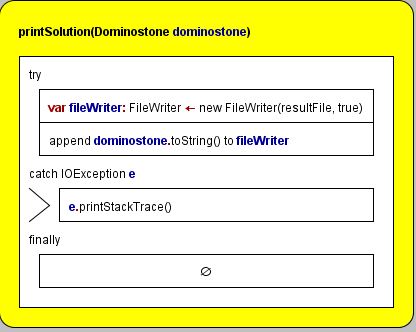 printSolution(Dominostone dominostone)
try
var fileWriter: FileWriter ← new FileWriter(resultFile, true)
append dominostone.toString() to fileWriter
catch IOException e
e.printStackTrace()
finally
∅